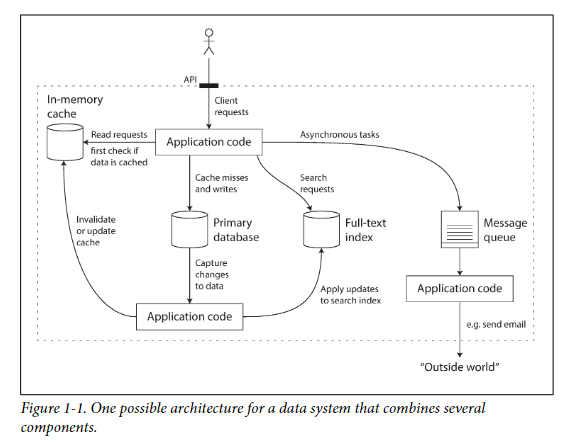 API
Client
requests
In-memory
cache
Read requests
first check if
data is cached
Application code
Asynchronous tasks
Cache misses
and writes
Search
requests
Invalidate
or update
cache
Primary
database
Full-text
index
Message
queue
Capture
changes
to data
Apply updates
to search index
Application code
Application code
e.g. send email
"Outside world"
Figure 1-1. One possible architecture for a data system that combines several
components.